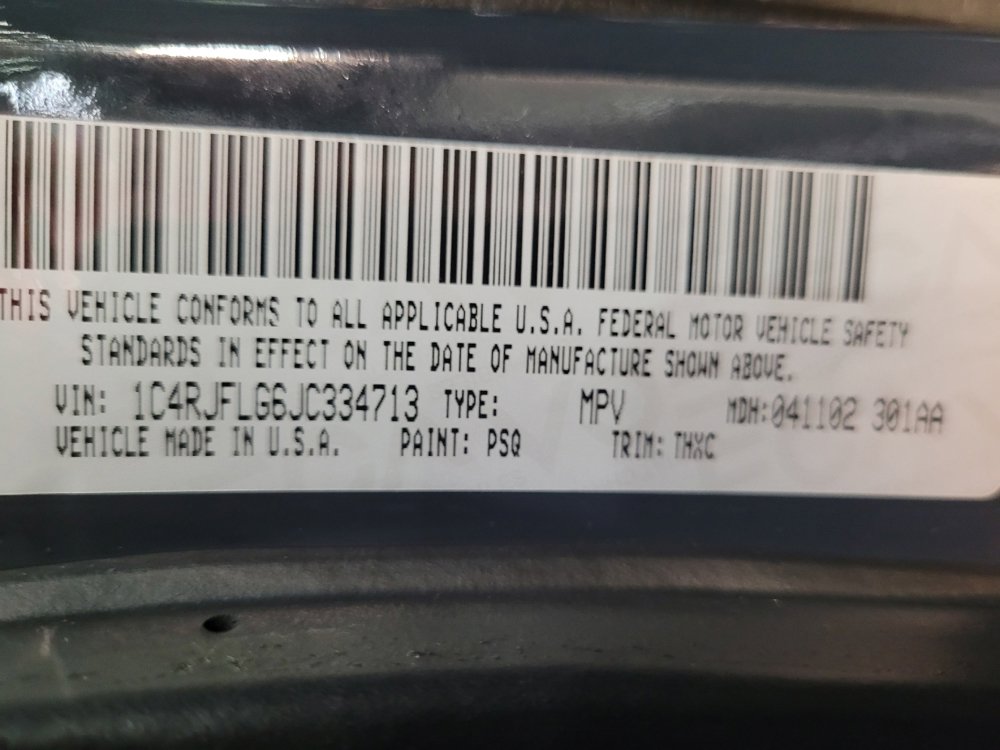 THIS VEHICLE CONFORMS TO ALL APPLICABLE U.S.A. FEDERAL MOTOR VEHICLE SAFETY
STANDARDS IN EFFECT ON THE DATE OF MANUFACTURE SHOWN ABOVE.
VIN: 1C4RJFLG6JC334713 TYPE: MPV MDH:041102 301AA
VEHICLE MADE IN U.S.A. PAINT: PSQ TRIM: THXC